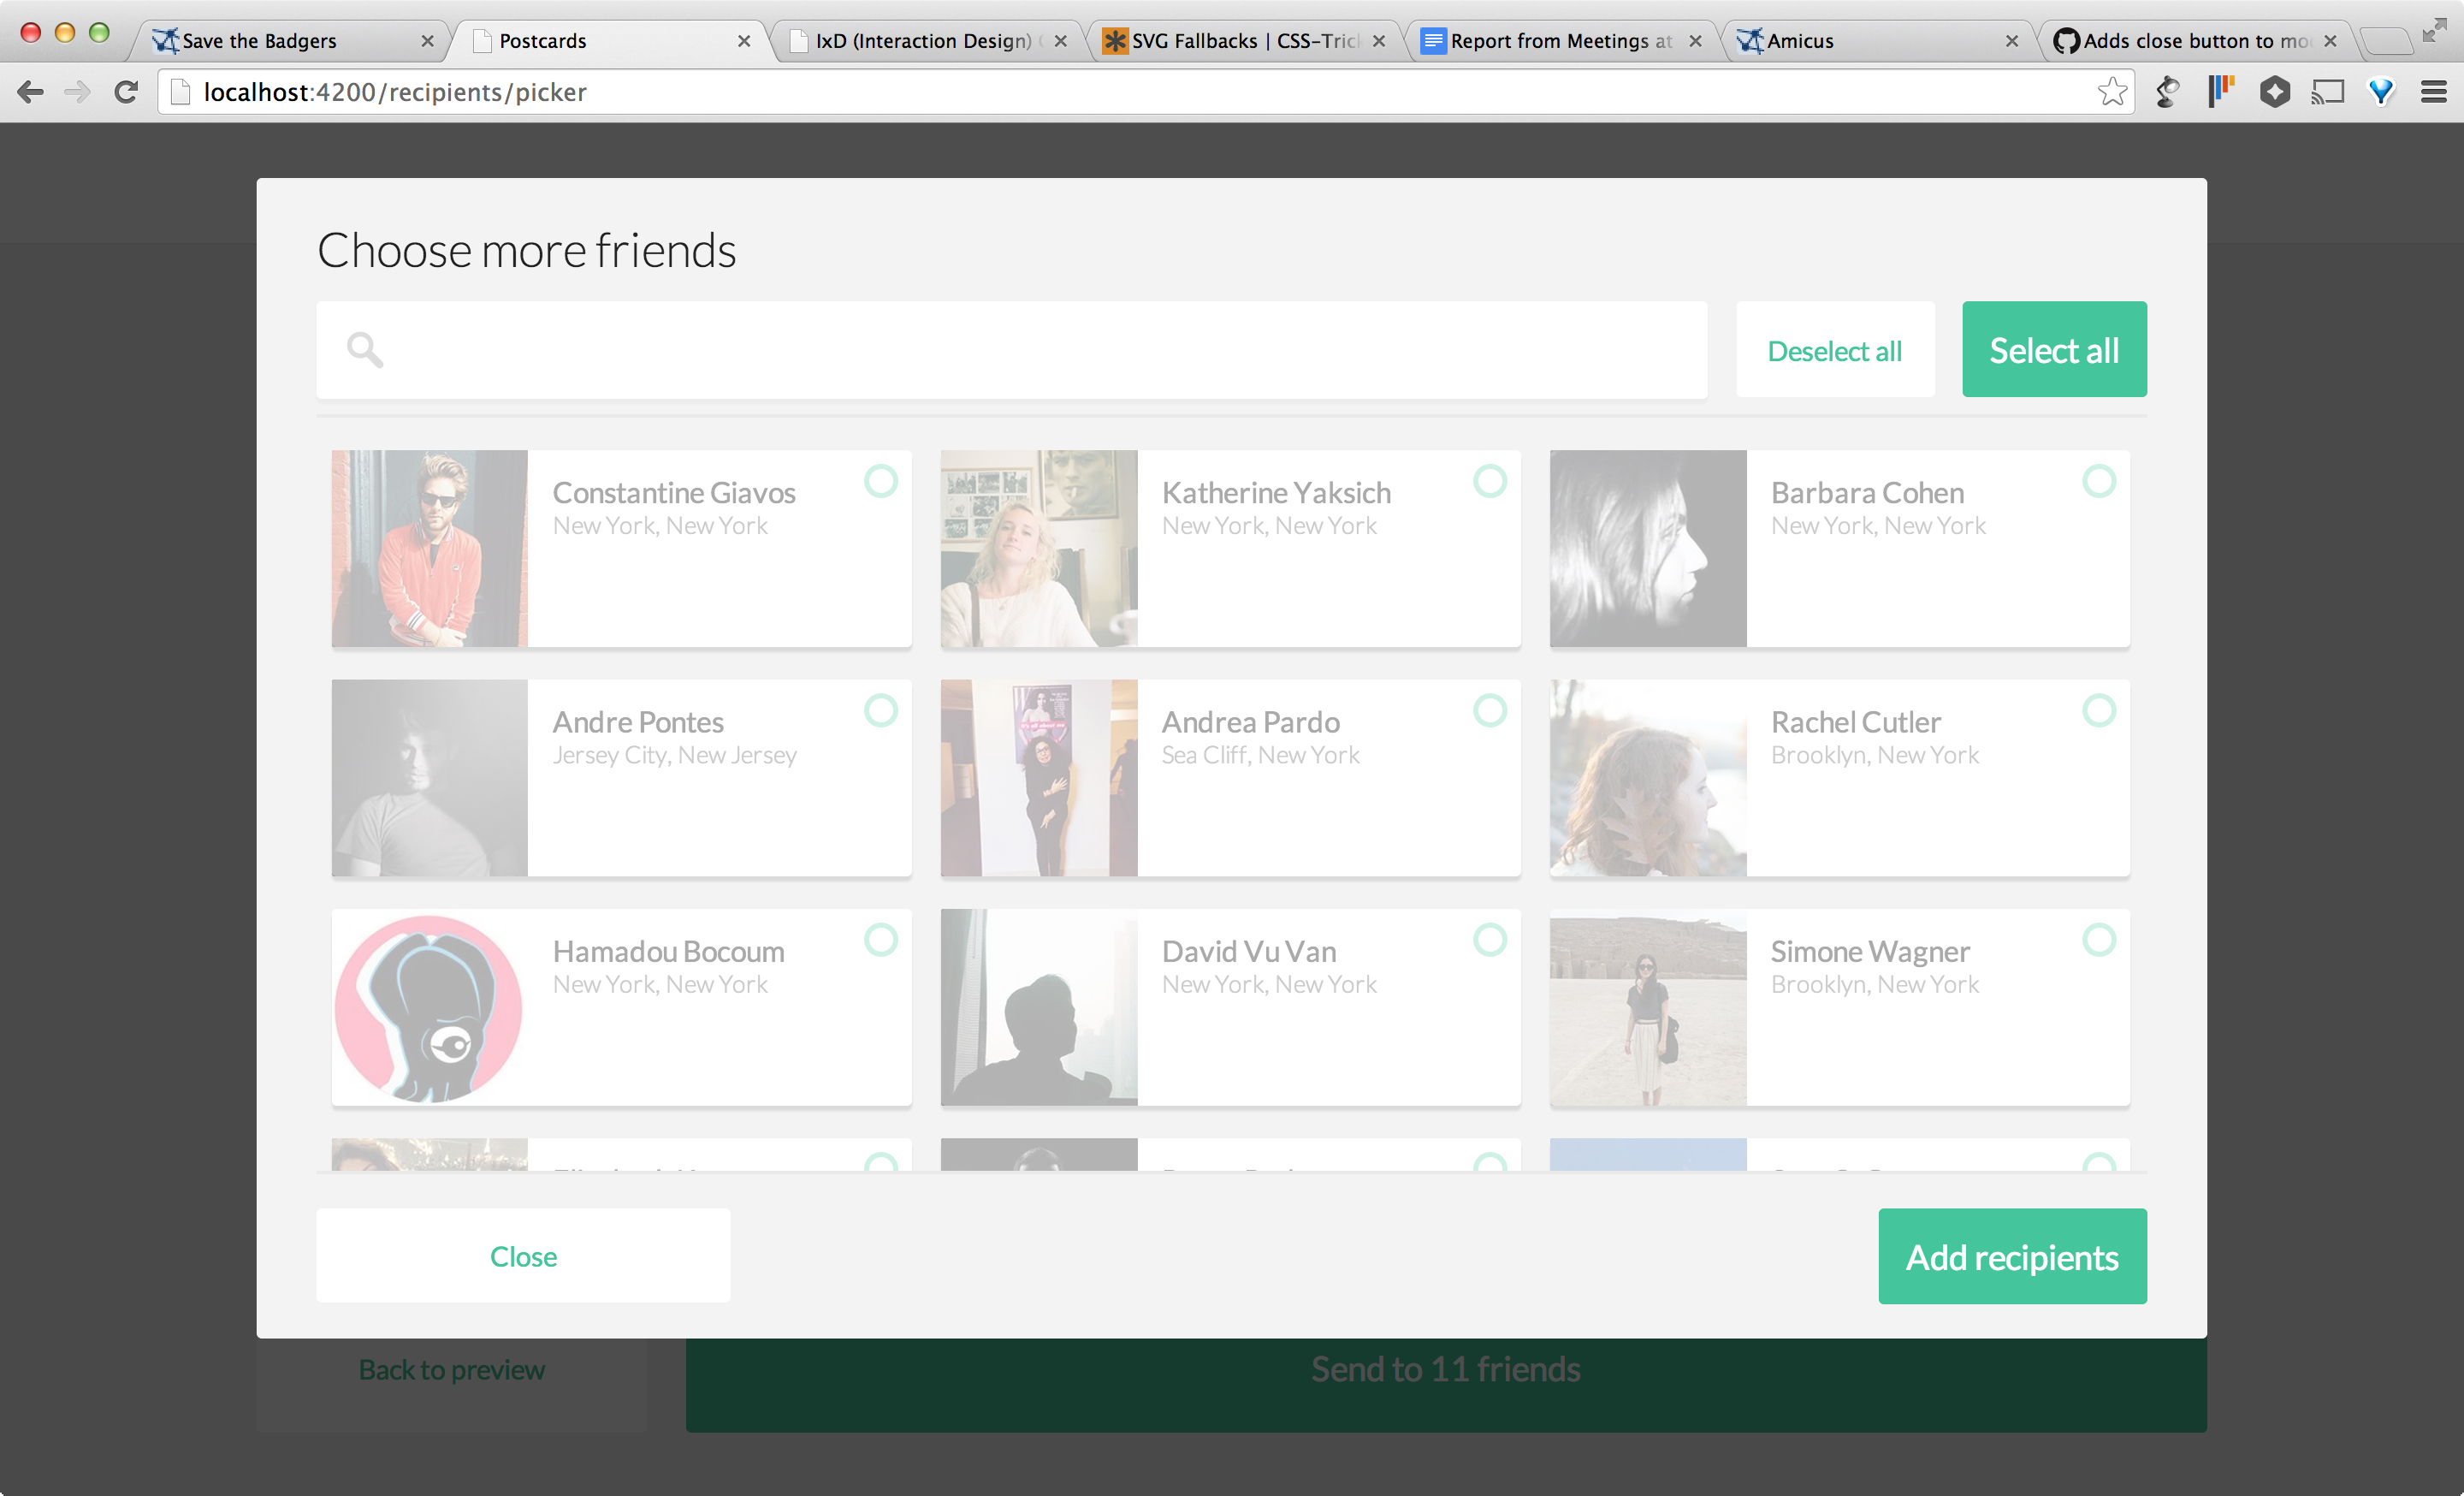 Save the Badgers
Postcards
IxD (Interaction Design)
SVG Fallbacks | CSS-Trick
Report from Meetings at
Amicus
Adds close button to mo
localhost:4200/recipients/picker
Choose more friends
Deselect all
Select all
Constantine Giavos
New York, New York
Katherine Yaksich
New York, New York
Barbara Cohen
New York, New York
Andre Pontes
Jersey City, New Jersey
Andrea Pardo
Sea Cliff, New York
Rachel Cutler
Brooklyn, New York
Hamadou Bocoum
New York, New York
David Vu Van
New York, New York
Simone Wagner
Brooklyn, New York
Close
Add recipients
Back to preview
Send to 11 friends